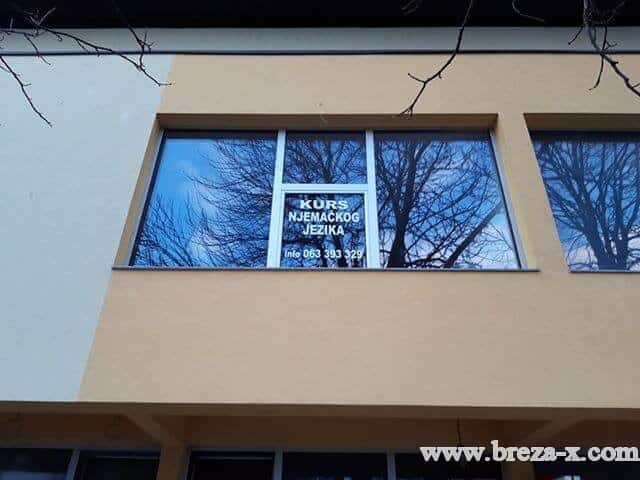 KURS
NJEMAČKOG
JEZIKA
info 063 393 329
www.breza-x.com